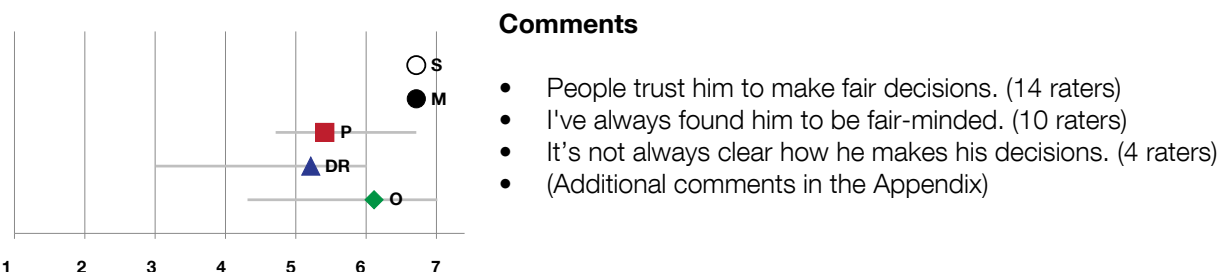 Comments
S
M
P
DR
O
1 2 3 4 5 6 7
• People trust him to make fair decisions. (14 raters)
• I've always found him to be fair-minded. (10 raters)
• It’s not always clear how he makes his decisions. (4 raters)
• (Additional comments in the Appendix)